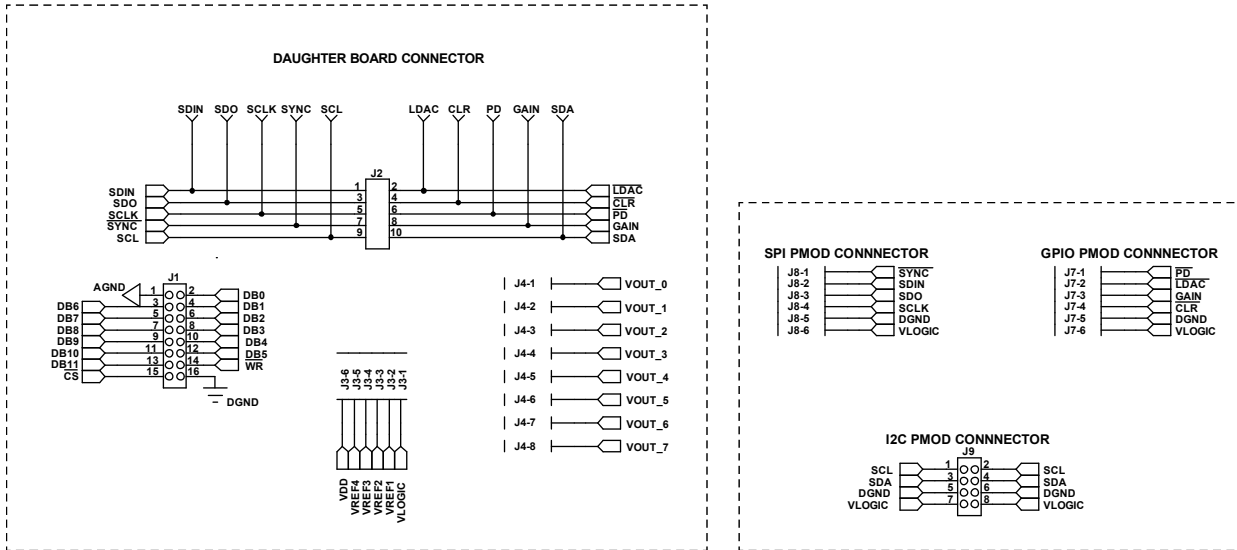 DAUGHTER BOARD CONNECTOR
SDIN SDO SCLK SYNC SCL LDAC CLR PD GAIN SDA
J2
SDIN 1 2 LDAC
SDO 3 4 CLR
SCLK 5 6 PD
SYNC 7 8 GAIN
SCL 9 10 SDA
J1
AGND 1 2 DB0
DB6 3 4 DB1
DB7 5 6 DB2
DB8 7 8 DB3
DB9 9 10 DB4
DB10 11 12 DB5
DB11 13 14 WR
CS 15 16
DGND
J3-6 J3-5 J3-4 J3-3 J3-2 J3-1
VDD VREF4 VREF3 VREF2 VREF1 VLOGIC
J4-1 VOUT_0
J4-2 VOUT_1
J4-3 VOUT_2
J4-4 VOUT_3
J4-5 VOUT_4
J4-6 VOUT_5
J4-7 VOUT_6
J4-8 VOUT_7
SPI PMOD CONNNECTOR
J8-1 SYNC
J8-2 SDIN
J8-3 SDO
J8-4 SCLK
J8-5 DGND
J8-6 VLOGIC
GPIO PMOD CONNNECTOR
J7-1 PD
J7-2 LDAC
J7-3 GAIN
J7-4 CLR
J7-5 DGND
J7-6 VLOGIC
I2C PMOD CONNNECTOR
J9
SCL 1 2 SCL
SDA 3 4 SDA
DGND 5 6 DGND
VLOGIC 7 8 VLOGIC